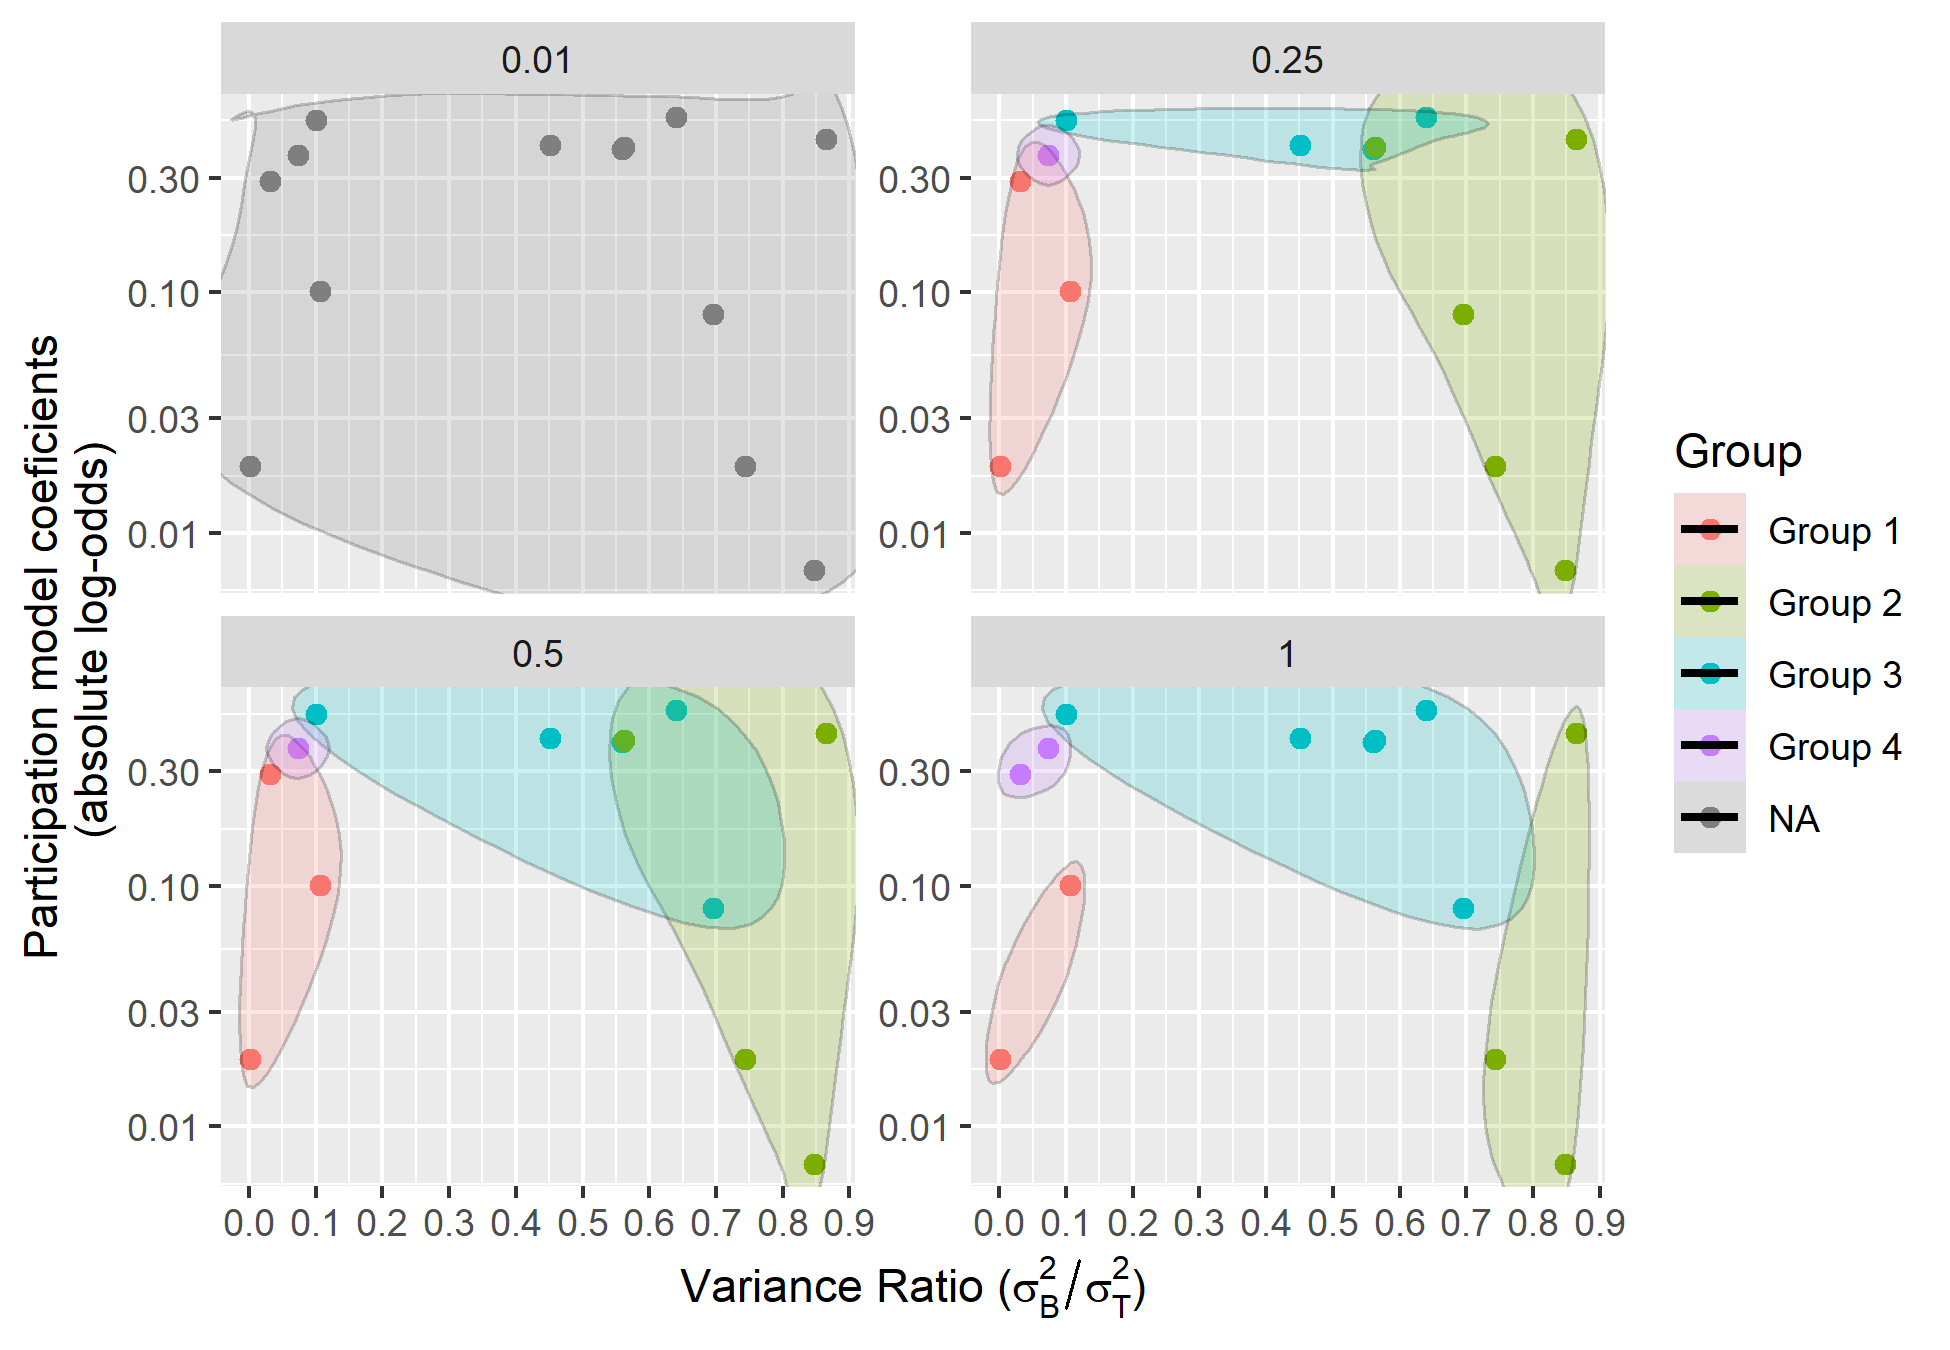 0.01
0.25
0.30
0.10
0.03
0.01
0.30
0.10
0.03
0.01
0.5
1
0.30
0.10
0.03
0.01
0.30
0.10
0.03
0.01
0.0 0.1 0.2 0.3 0.4 0.5 0.6 0.7 0.8 0.9
0.0 0.1 0.2 0.3 0.4 0.5 0.6 0.7 0.8 0.9
Variance Ratio (σ²_B/σ²_T)
Participation model coeficients
(absolute log-odds)
Group
Group 1
Group 2
Group 3
Group 4
NA